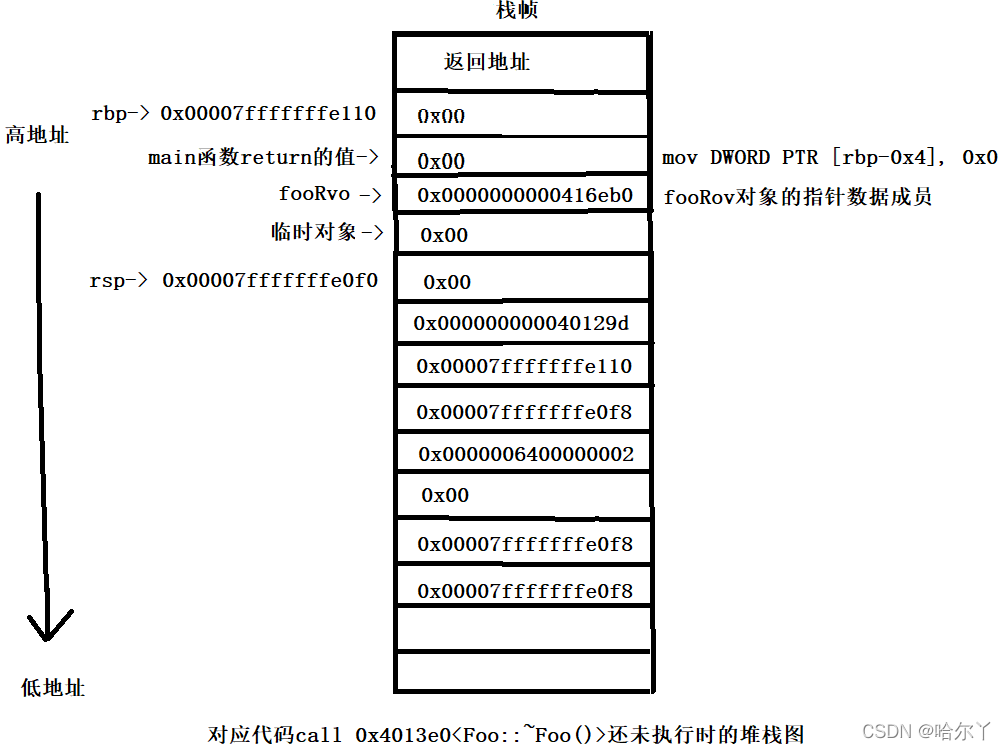 栈帧
返回地址
rbp-> 0x00007fffffffe110
0x00
高地址
main函数return的值->
0x00
mov DWORD PTR [rbp-0x4], 0x0
fooRvo ->
0x0000000000416eb0
fooRov对象的指针数据成员
临时对象->
0x00
rsp-> 0x00007fffffffe0f0
0x00
0x000000000040129d
0x00007fffffffe110
0x00007fffffffe0f8
0x0000006400000002
0x00
0x00007fffffffe0f8
0x00007fffffffe0f8
低地址
对应代码call 0x4013e0<Foo::~Foo()>还未执行时的堆栈图
CSDN @哈尔丫